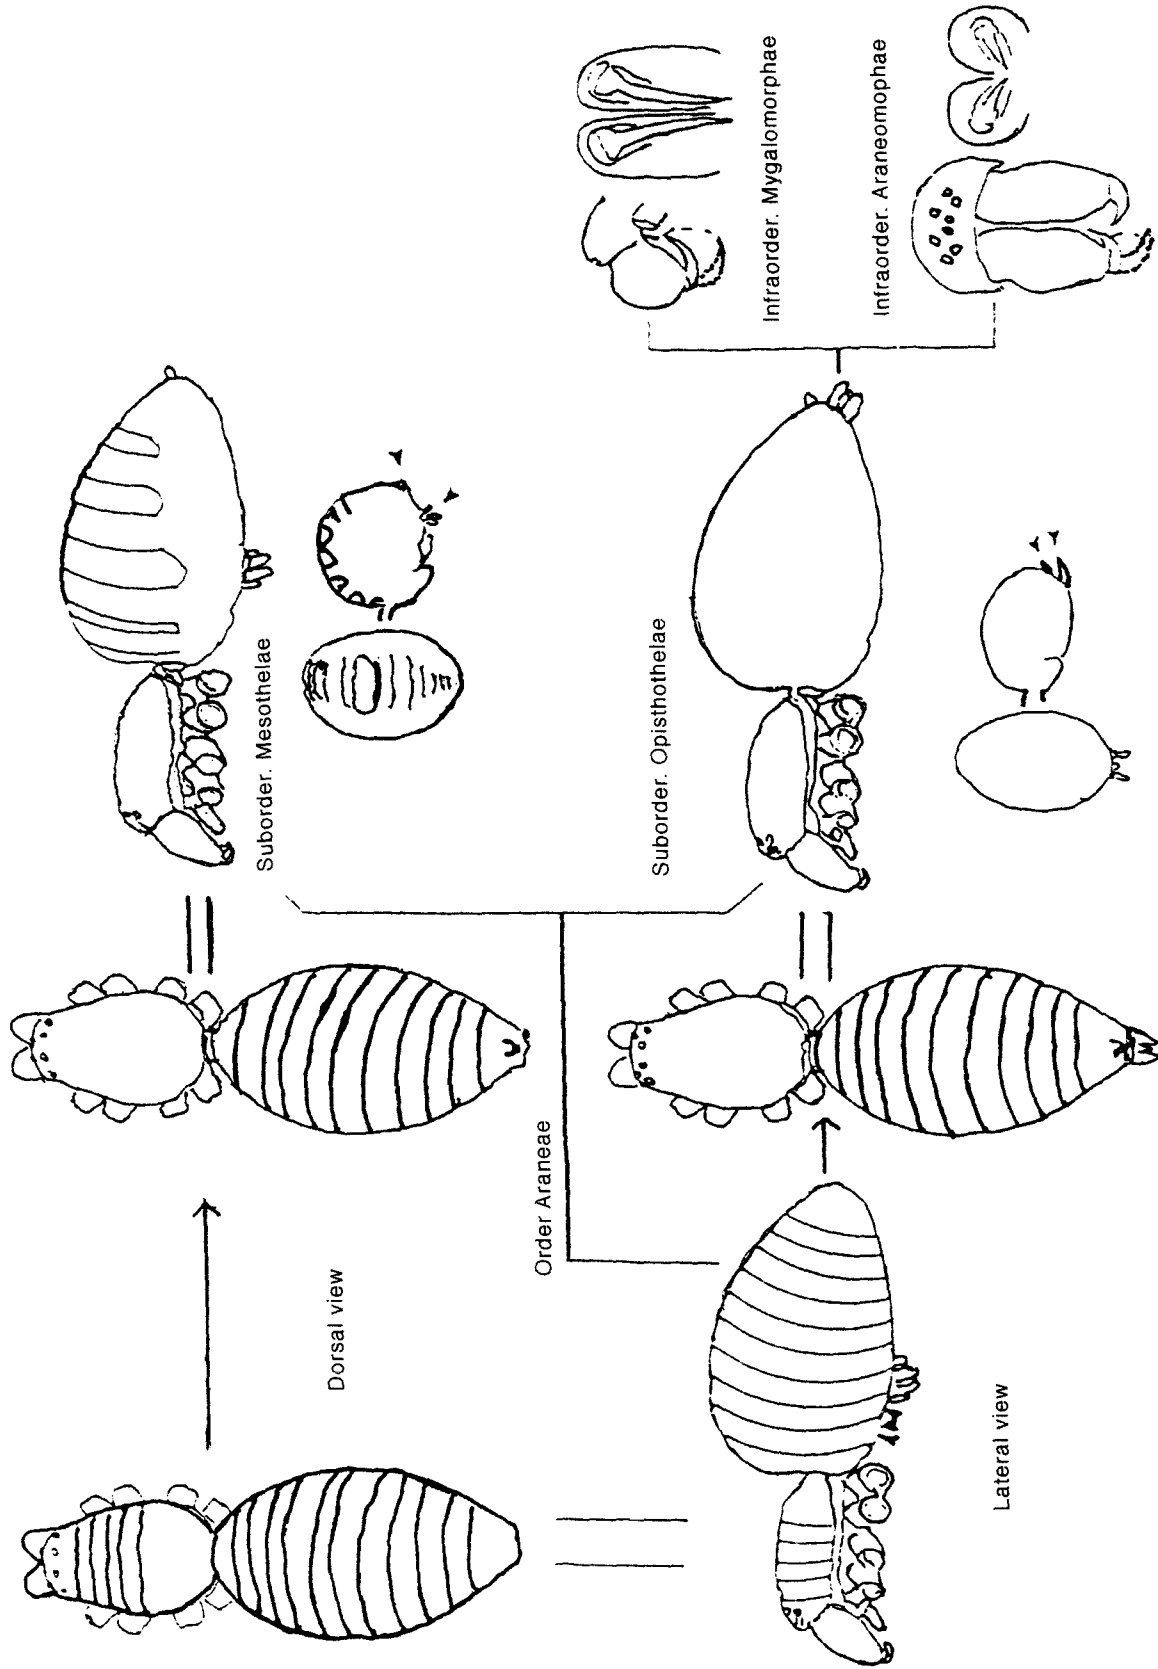 Dorsal view
Lateral view
Order Araneae
Suborder. Mesothelae
Suborder. Opisthothelae
Infraorder. Mygalomorphae
Infraorder. Araneomophae